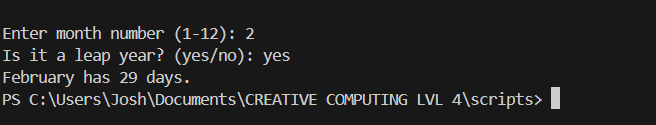 Enter month number (1-12): 2
Is it a leap year? (yes/no): yes
February has 29 days.
PS C:\Users\Josh\Documents\CREATIVE COMPUTING LVL 4\scripts>